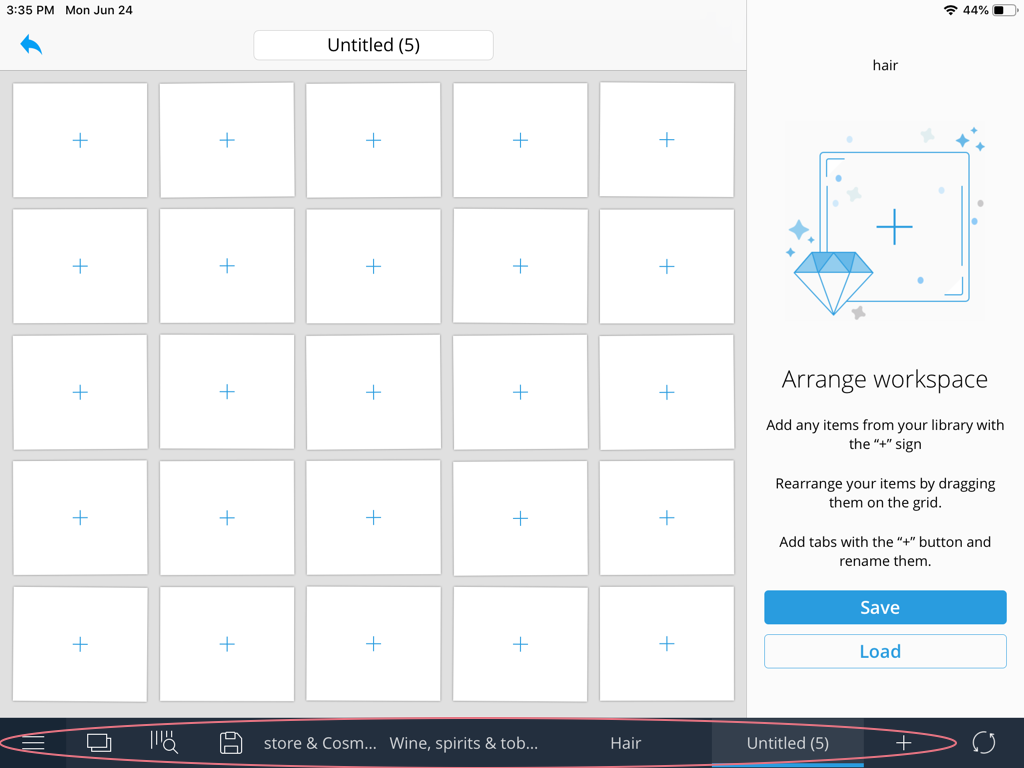 3:35 PM Mon Jun 24
44%
Untitled (5)
hair
Arrange workspace
Add any items from your library with
the “+” sign
Rearrange your items by dragging
them on the grid.
Add tabs with the “+” button and
rename them.
Save
Load
store & Cosm... Wine, spirits & tob... Hair Untitled (5)